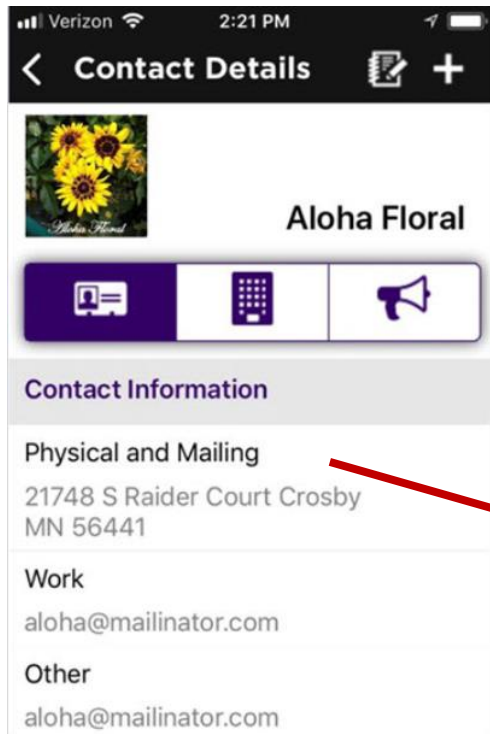 Verizon 2:21 PM
Contact Details
Aloha Floral
Aloha Floral
Contact Information
Physical and Mailing
21748 S Raider Court Crosby
MN 56441
Work
aloha@mailinator.com
Other
aloha@mailinator.com